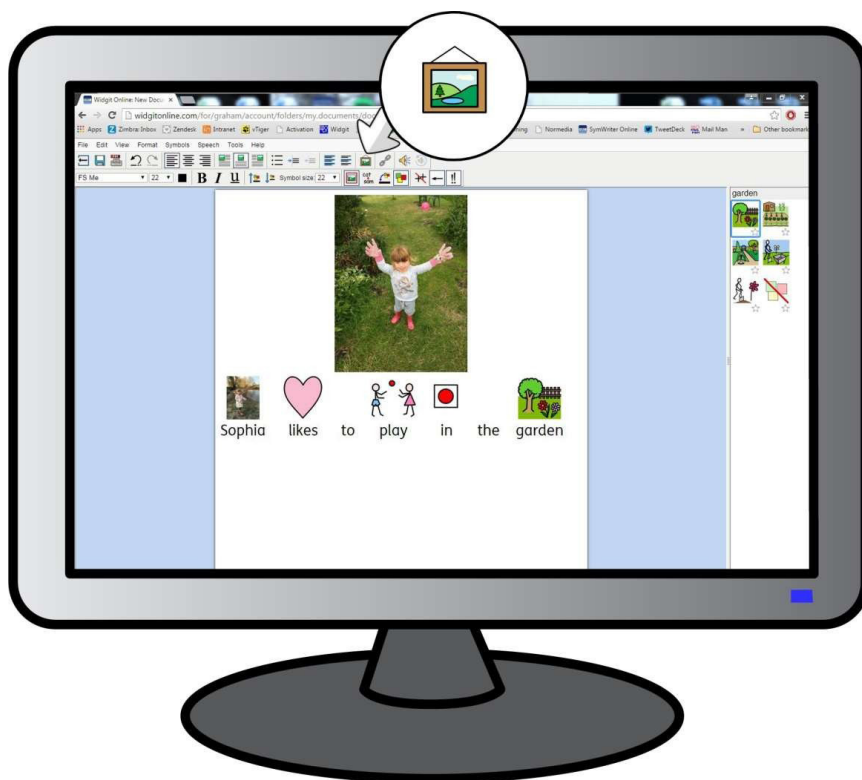 Widgit Online: New Docu
widgitonline.com/for/graham/account/folders/my.documents/doc
Apps Zimbra: Inbox Zendesk Intranet vTiger Activation Widgit Normedia SymWriter Online TweetDeck Mail Man » Other bookmark
File Edit View Format Symbols Speech Tools Help
FS Me 22 B I U Symbol size 22
garden
Sophia likes to play in the garden